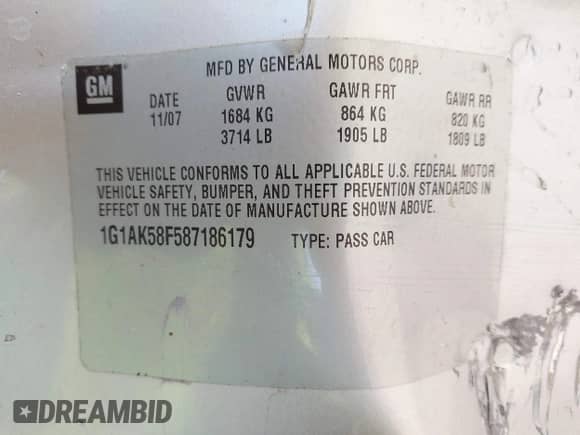 MFD BY GENERAL MOTORS CORP.
GM
DATE GVWR GAWR FRT GAWR RR
11/07 1684 KG 864 KG 820 KG
3714 LB 1905 LB 1809 LB
THIS VEHICLE CONFORMS TO ALL APPLICABLE U.S. FEDERAL MOTOR
VEHICLE SAFETY, BUMPER, AND THEFT PREVENTION STANDARDS IN
EFFECT ON THE DATE OF MANUFACTURE SHOWN ABOVE.
1G1AK58F587186179 TYPE: PASS CAR
DREAMBID